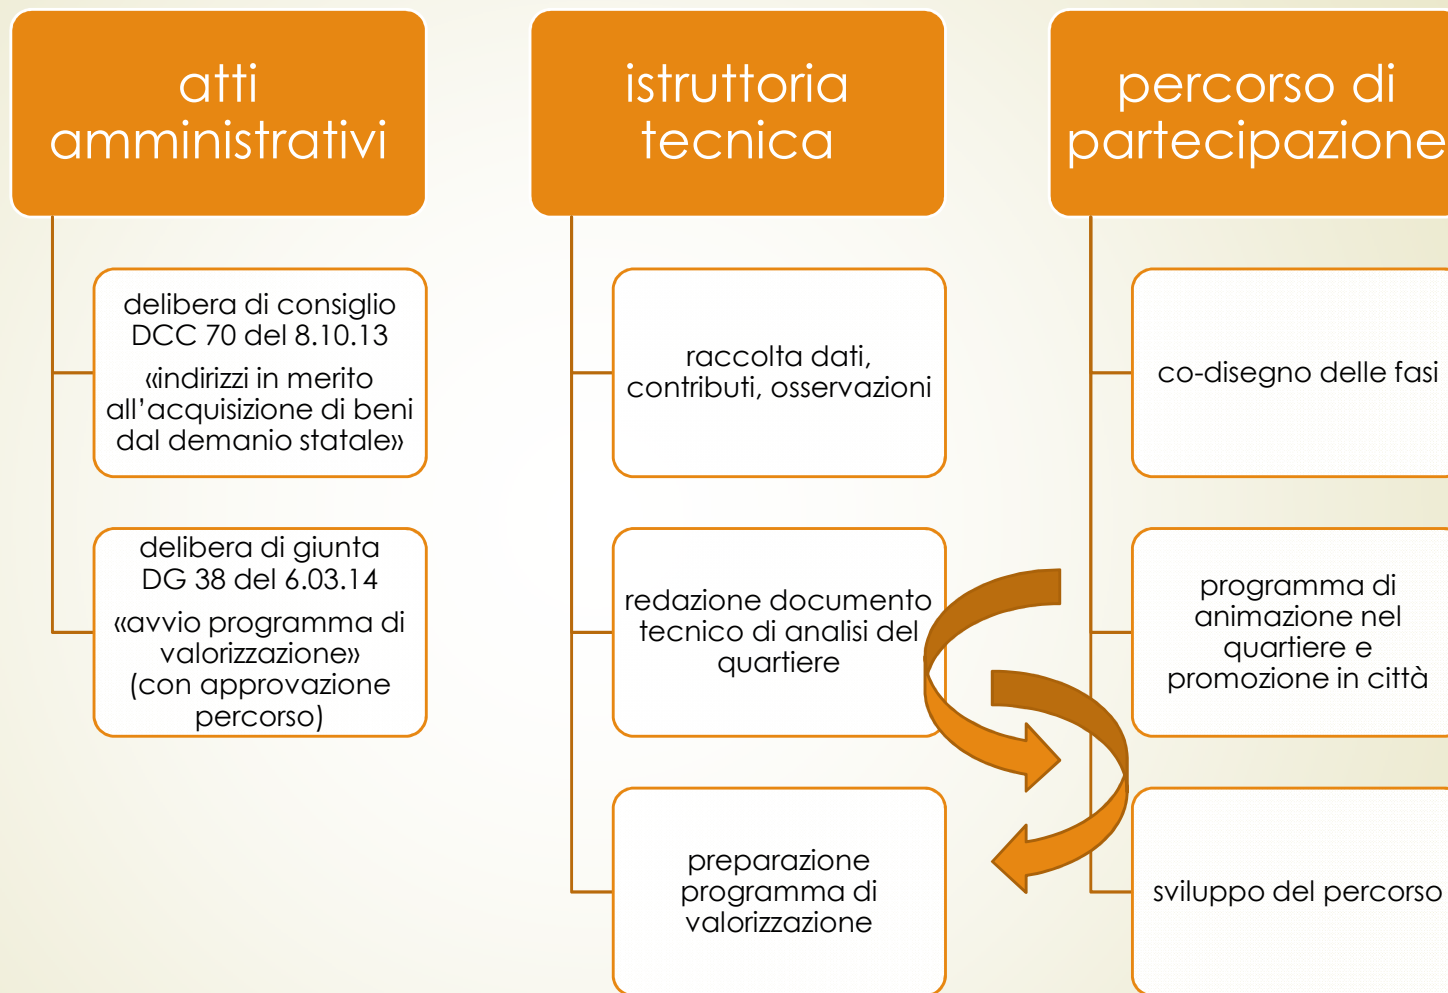 atti
amministrativi
delibera di consiglio
DCC 70 del 8.10.13
«indirizzi in merito
all’acquisizione di beni
dal demanio statale»
delibera di giunta
DG 38 del 6.03.14
«avvio programma di
valorizzazione»
(con approvazione
percorso)
istruttoria
tecnica
raccolta dati,
contributi, osservazioni
redazione documento
tecnico di analisi del
quartiere
preparazione
programma di
valorizzazione
percorso di
partecipazione
co-disegno delle fasi
programma di
animazione nel
quartiere e
promozione in città
sviluppo del percorso